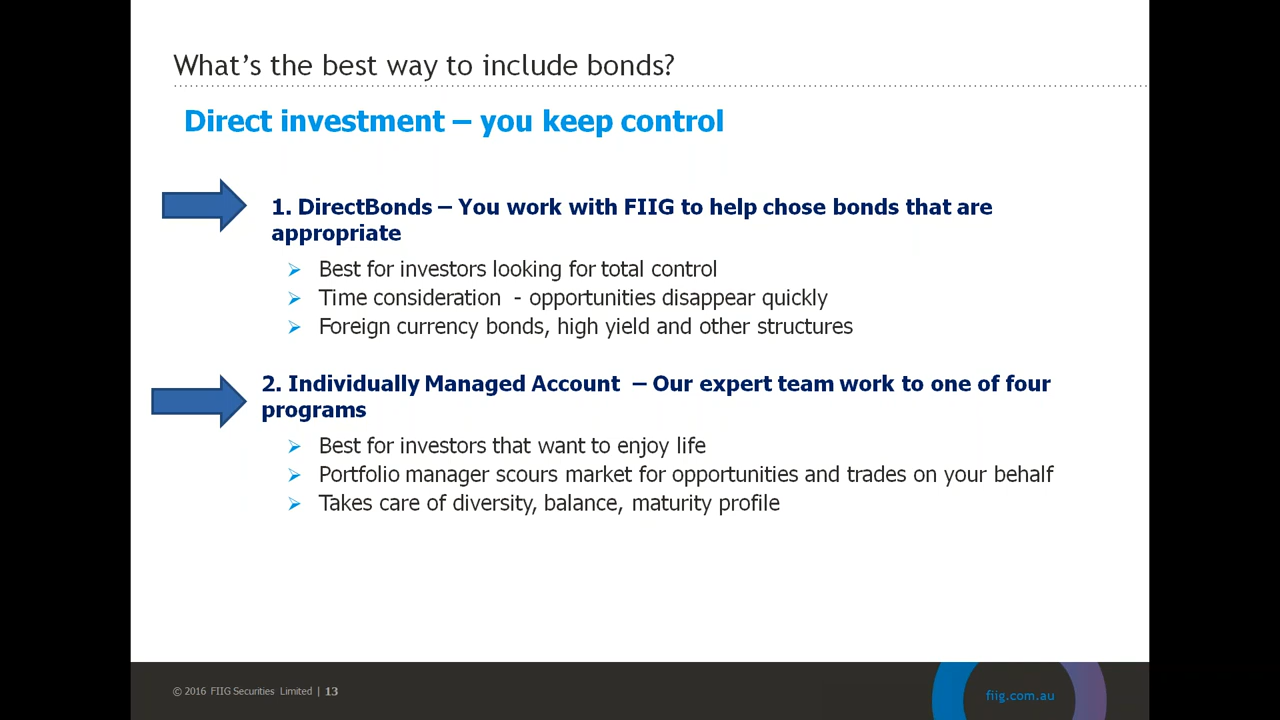 What's the best way to include bonds?
Direct investment – you keep control
1. DirectBonds – You work with FIIG to help chose bonds that are
appropriate
Best for investors looking for total control
Time consideration - opportunities disappear quickly
Foreign currency bonds, high yield and other structures
2. Individually Managed Account – Our expert team work to one of four
programs
Best for investors that want to enjoy life
Portfolio manager scours market for opportunities and trades on your behalf
Takes care of diversity, balance, maturity profile
© 2016 FIIG Securities Limited | 13
fiig.com.au